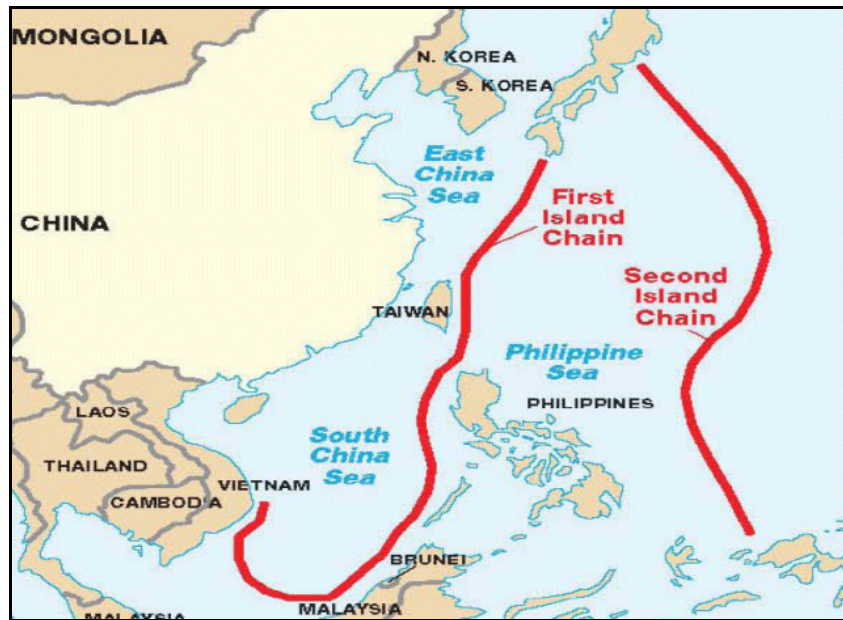 MONGOLIA
N. KOREA
S. KOREA
East
China
Sea
First
Island
Chain
CHINA
Second
Island
Chain
TAIWAN
Philippine
Sea
PHILIPPINES
LAOS
South
China
Sea
THAILAND
VIETNAM
CAMBODIA
BRUNEI
MALAYSIA
MALAYSIA